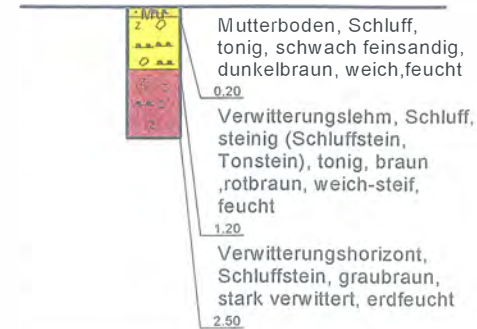 Mutterboden, Schluff,
tonig, schwach feinsandig,
dunkelbraun, weich,feucht
0.20
Verwitterungslehm, Schluff,
steinig (Schluffstein,
Tonstein), tonig, braun
,rotbraun, weich-steif,
feucht
1.20
Verwitterungshorizont,
Schluffstein, graubraun,
stark verwittert, erdfeucht
2.50